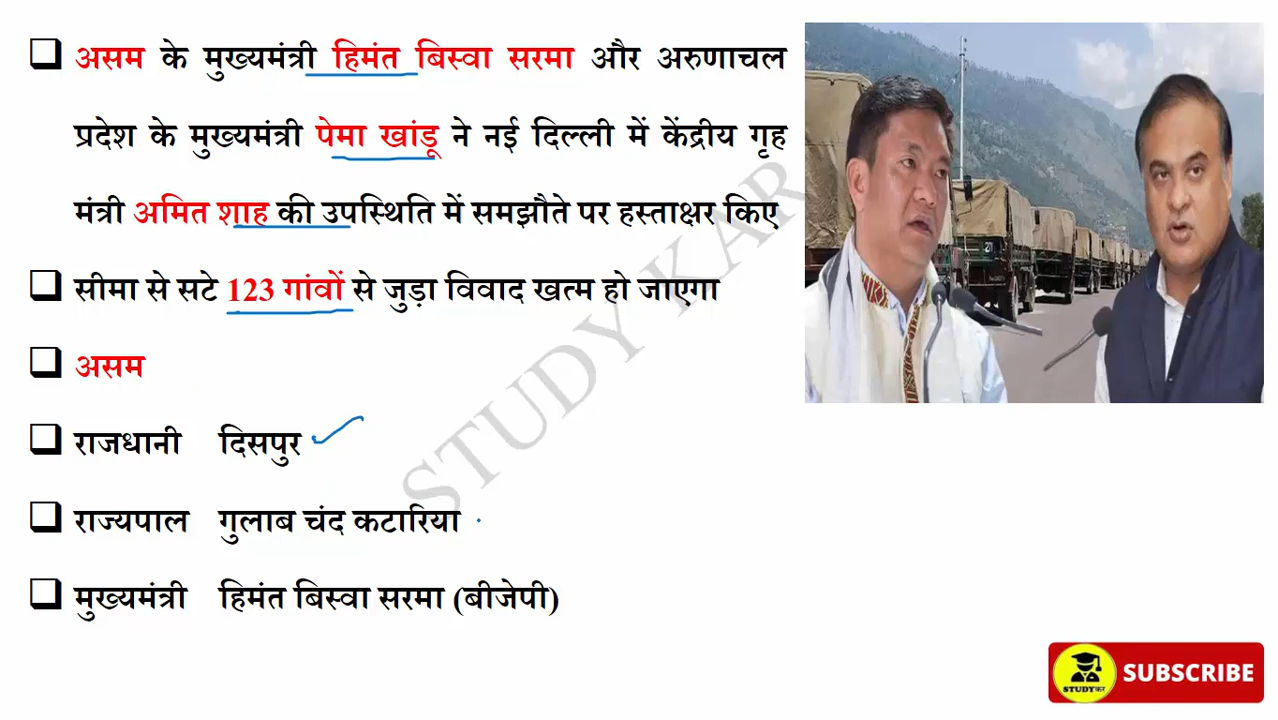 असम के मुख्यमंत्री हिमंत बिस्वा सरमा और अरुणाचल
प्रदेश के मुख्यमंत्री पेमा खांडू ने नई दिल्ली में केंद्रीय गृह
मंत्री अमित शाह की उपस्थिति में समझौते पर हस्ताक्षर किए
सीमा से सटे 123 गांवों से जुड़ा विवाद खत्म हो जाएगा
असम
राजधानी दिसपुर
राज्यपाल गुलाब चंद कटारिया
मुख्यमंत्री हिमंत बिस्वा सरमा (बीजेपी)
STUDY KAR
STUDYकर
SUBSCRIBE